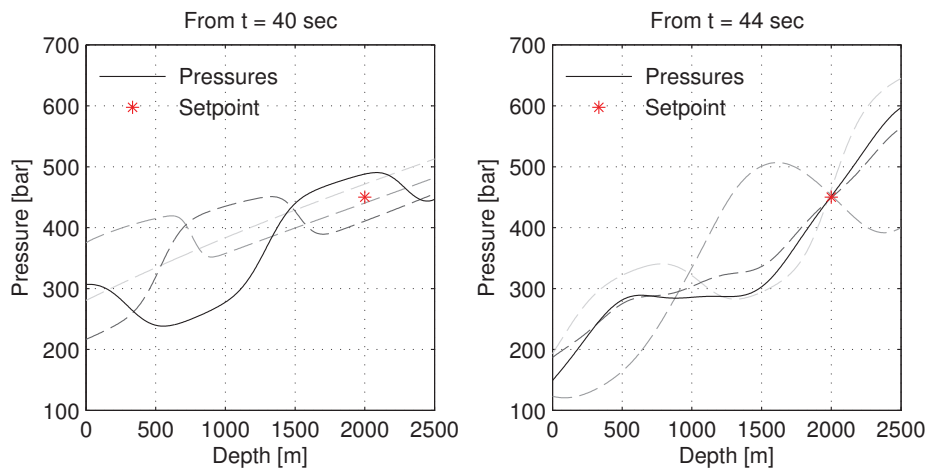 From t = 40 sec
700
600
500
400
300
200
100
Pressure [bar]
Pressures
Setpoint
0 500 1000 1500 2000 2500
Depth [m]
From t = 44 sec
700
600
500
400
300
200
100
Pressure [bar]
Pressures
Setpoint
0 500 1000 1500 2000 2500
Depth [m]